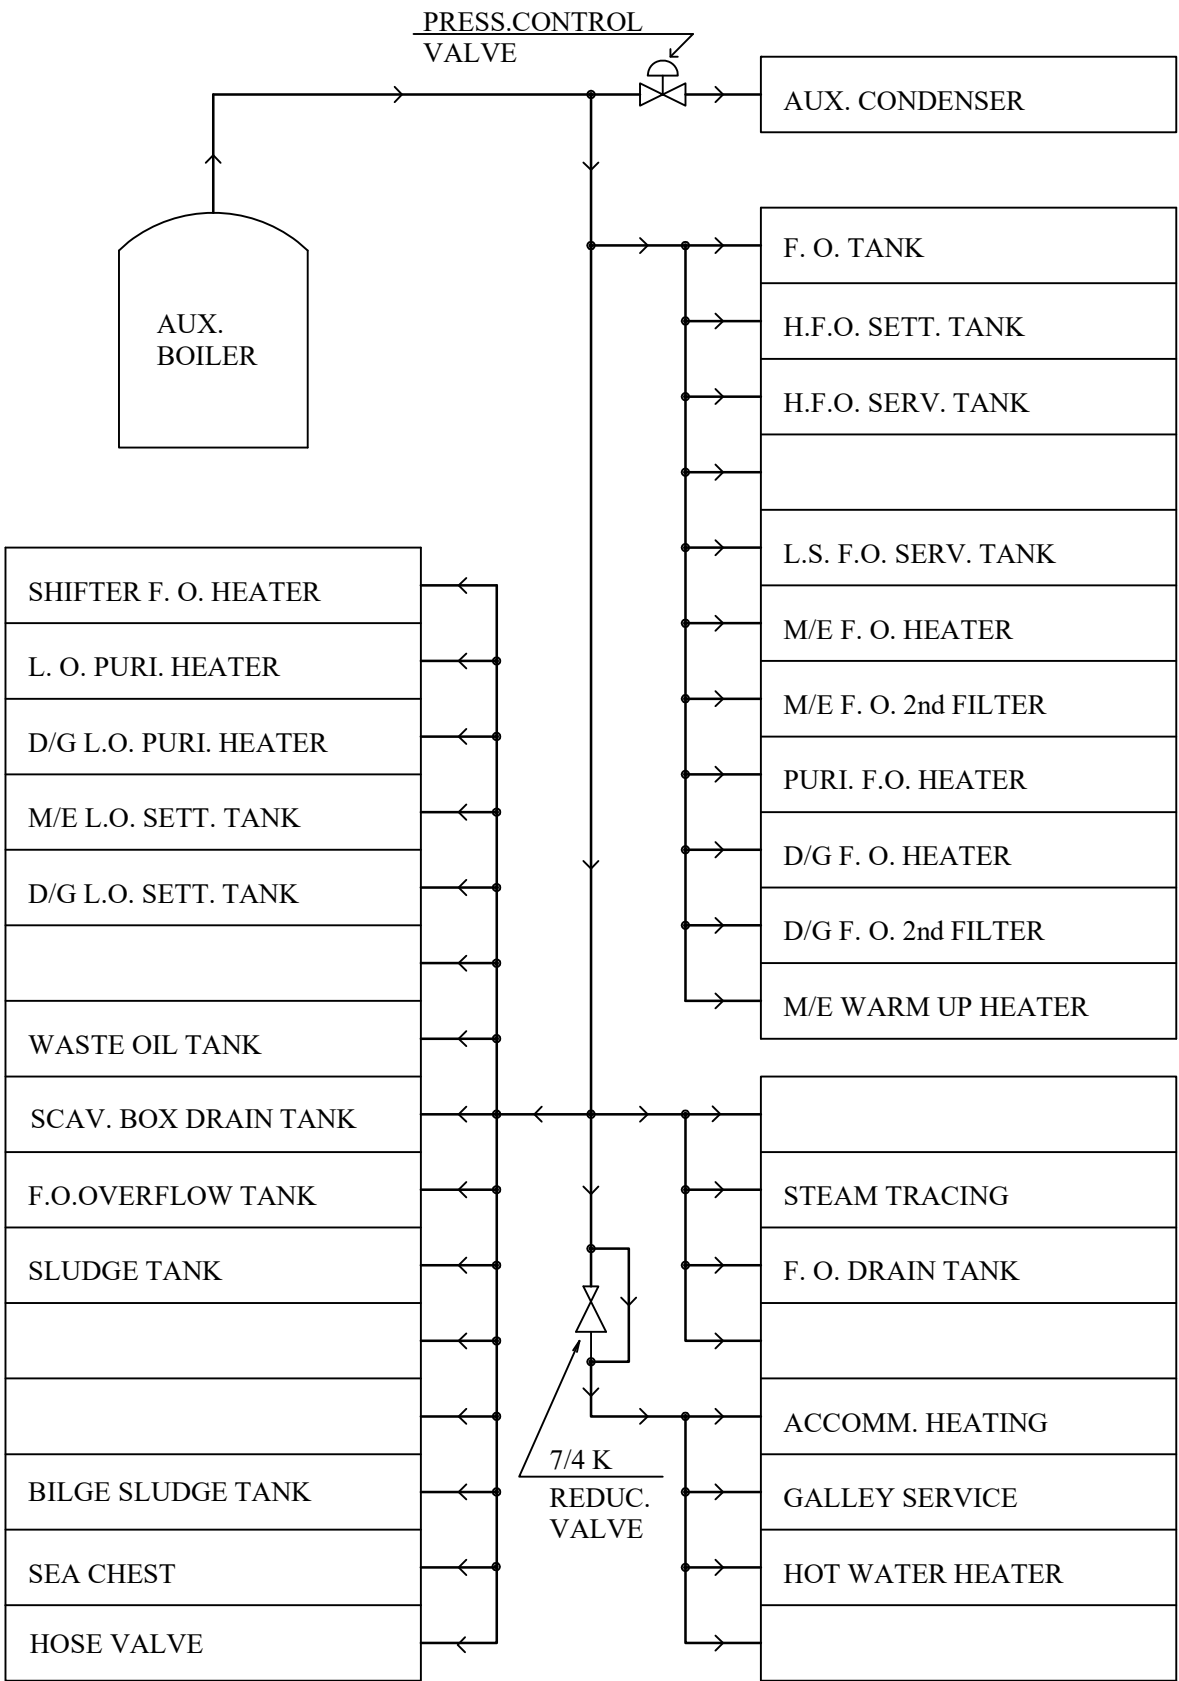 PRESS.CONTROL
VALVE
AUX. CONDENSER
AUX.
BOILER
F. O. TANK
H.F.O. SETT. TANK
H.F.O. SERV. TANK
L.S. F.O. SERV. TANK
M/E F. O. HEATER
M/E F. O. 2nd FILTER
PURI. F.O. HEATER
D/G F. O. HEATER
D/G F. O. 2nd FILTER
M/E WARM UP HEATER
SHIFTER F. O. HEATER
L. O. PURI. HEATER
D/G L.O. PURI. HEATER
M/E L.O. SETT. TANK
D/G L.O. SETT. TANK
WASTE OIL TANK
SCAV. BOX DRAIN TANK
F.O.OVERFLOW TANK
SLUDGE TANK
BILGE SLUDGE TANK
SEA CHEST
HOSE VALVE
7/4 K
REDUC.
VALVE
STEAM TRACING
F. O. DRAIN TANK
ACCOMM. HEATING
GALLEY SERVICE
HOT WATER HEATER